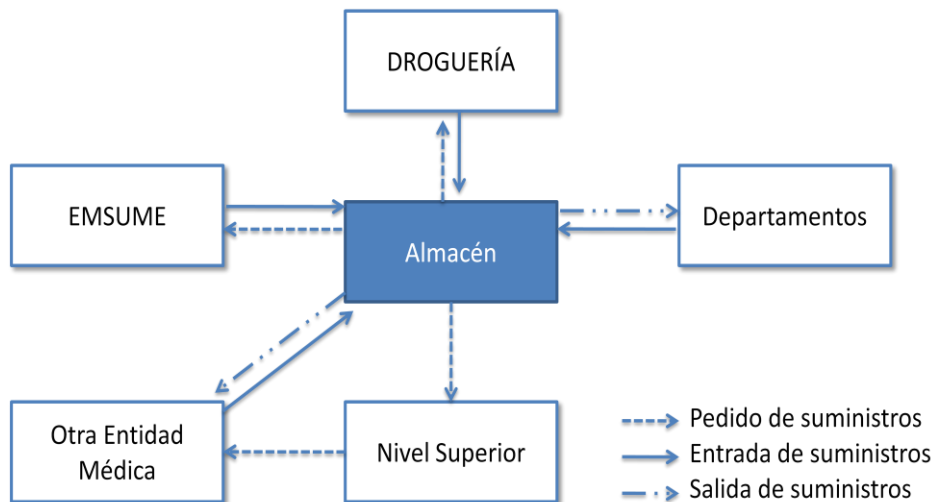 DROGUERÍA
EMSUME
Departamentos
Almacén
Otra Entidad
Médica
Nivel Superior
Pedido de suministros
Entrada de suministros
Salida de suministros